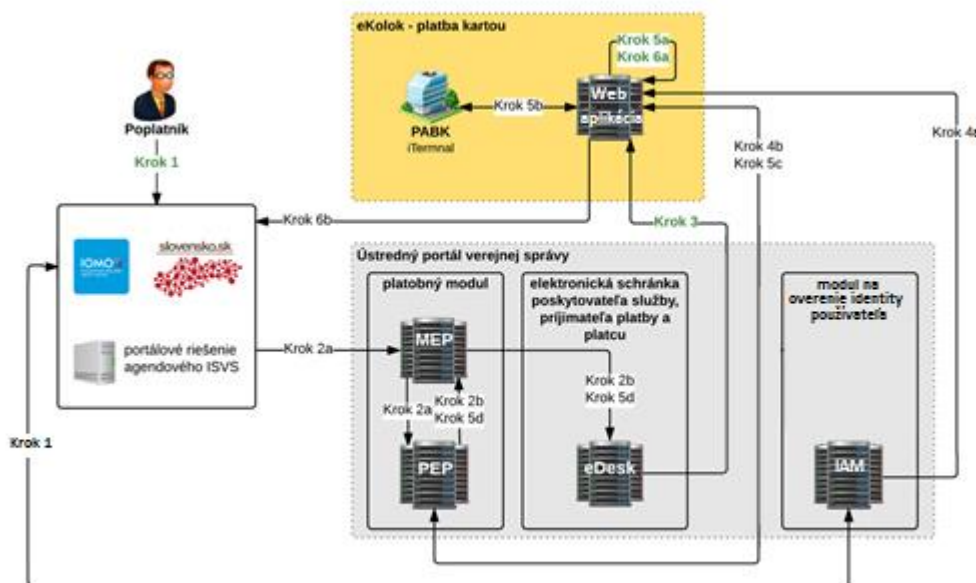 eKolok - platba kartou
Krok 5a
Krok 6a
Web
aplikácia
Krok 5b
PABK
iTermnal
Poplatník
Krok 1
Krok 4b
Krok 5c
Krok 4a
Krok 6b
Krok 3
IOMO
slovensko.sk
portálové riešenie
agendového ISVS
Ústredný portál verejnej správy
platobný modul
elektronická schránka
poskytovateľa služby,
prijímateľa platby a
platcu
modul na
overenie identity
používateľa
Krok 2a
MEP
Krok 2b
Krok 5d
Krok 2a
Krok 2b
Krok 5d
PEP
eDesk
IAM
Krok 1